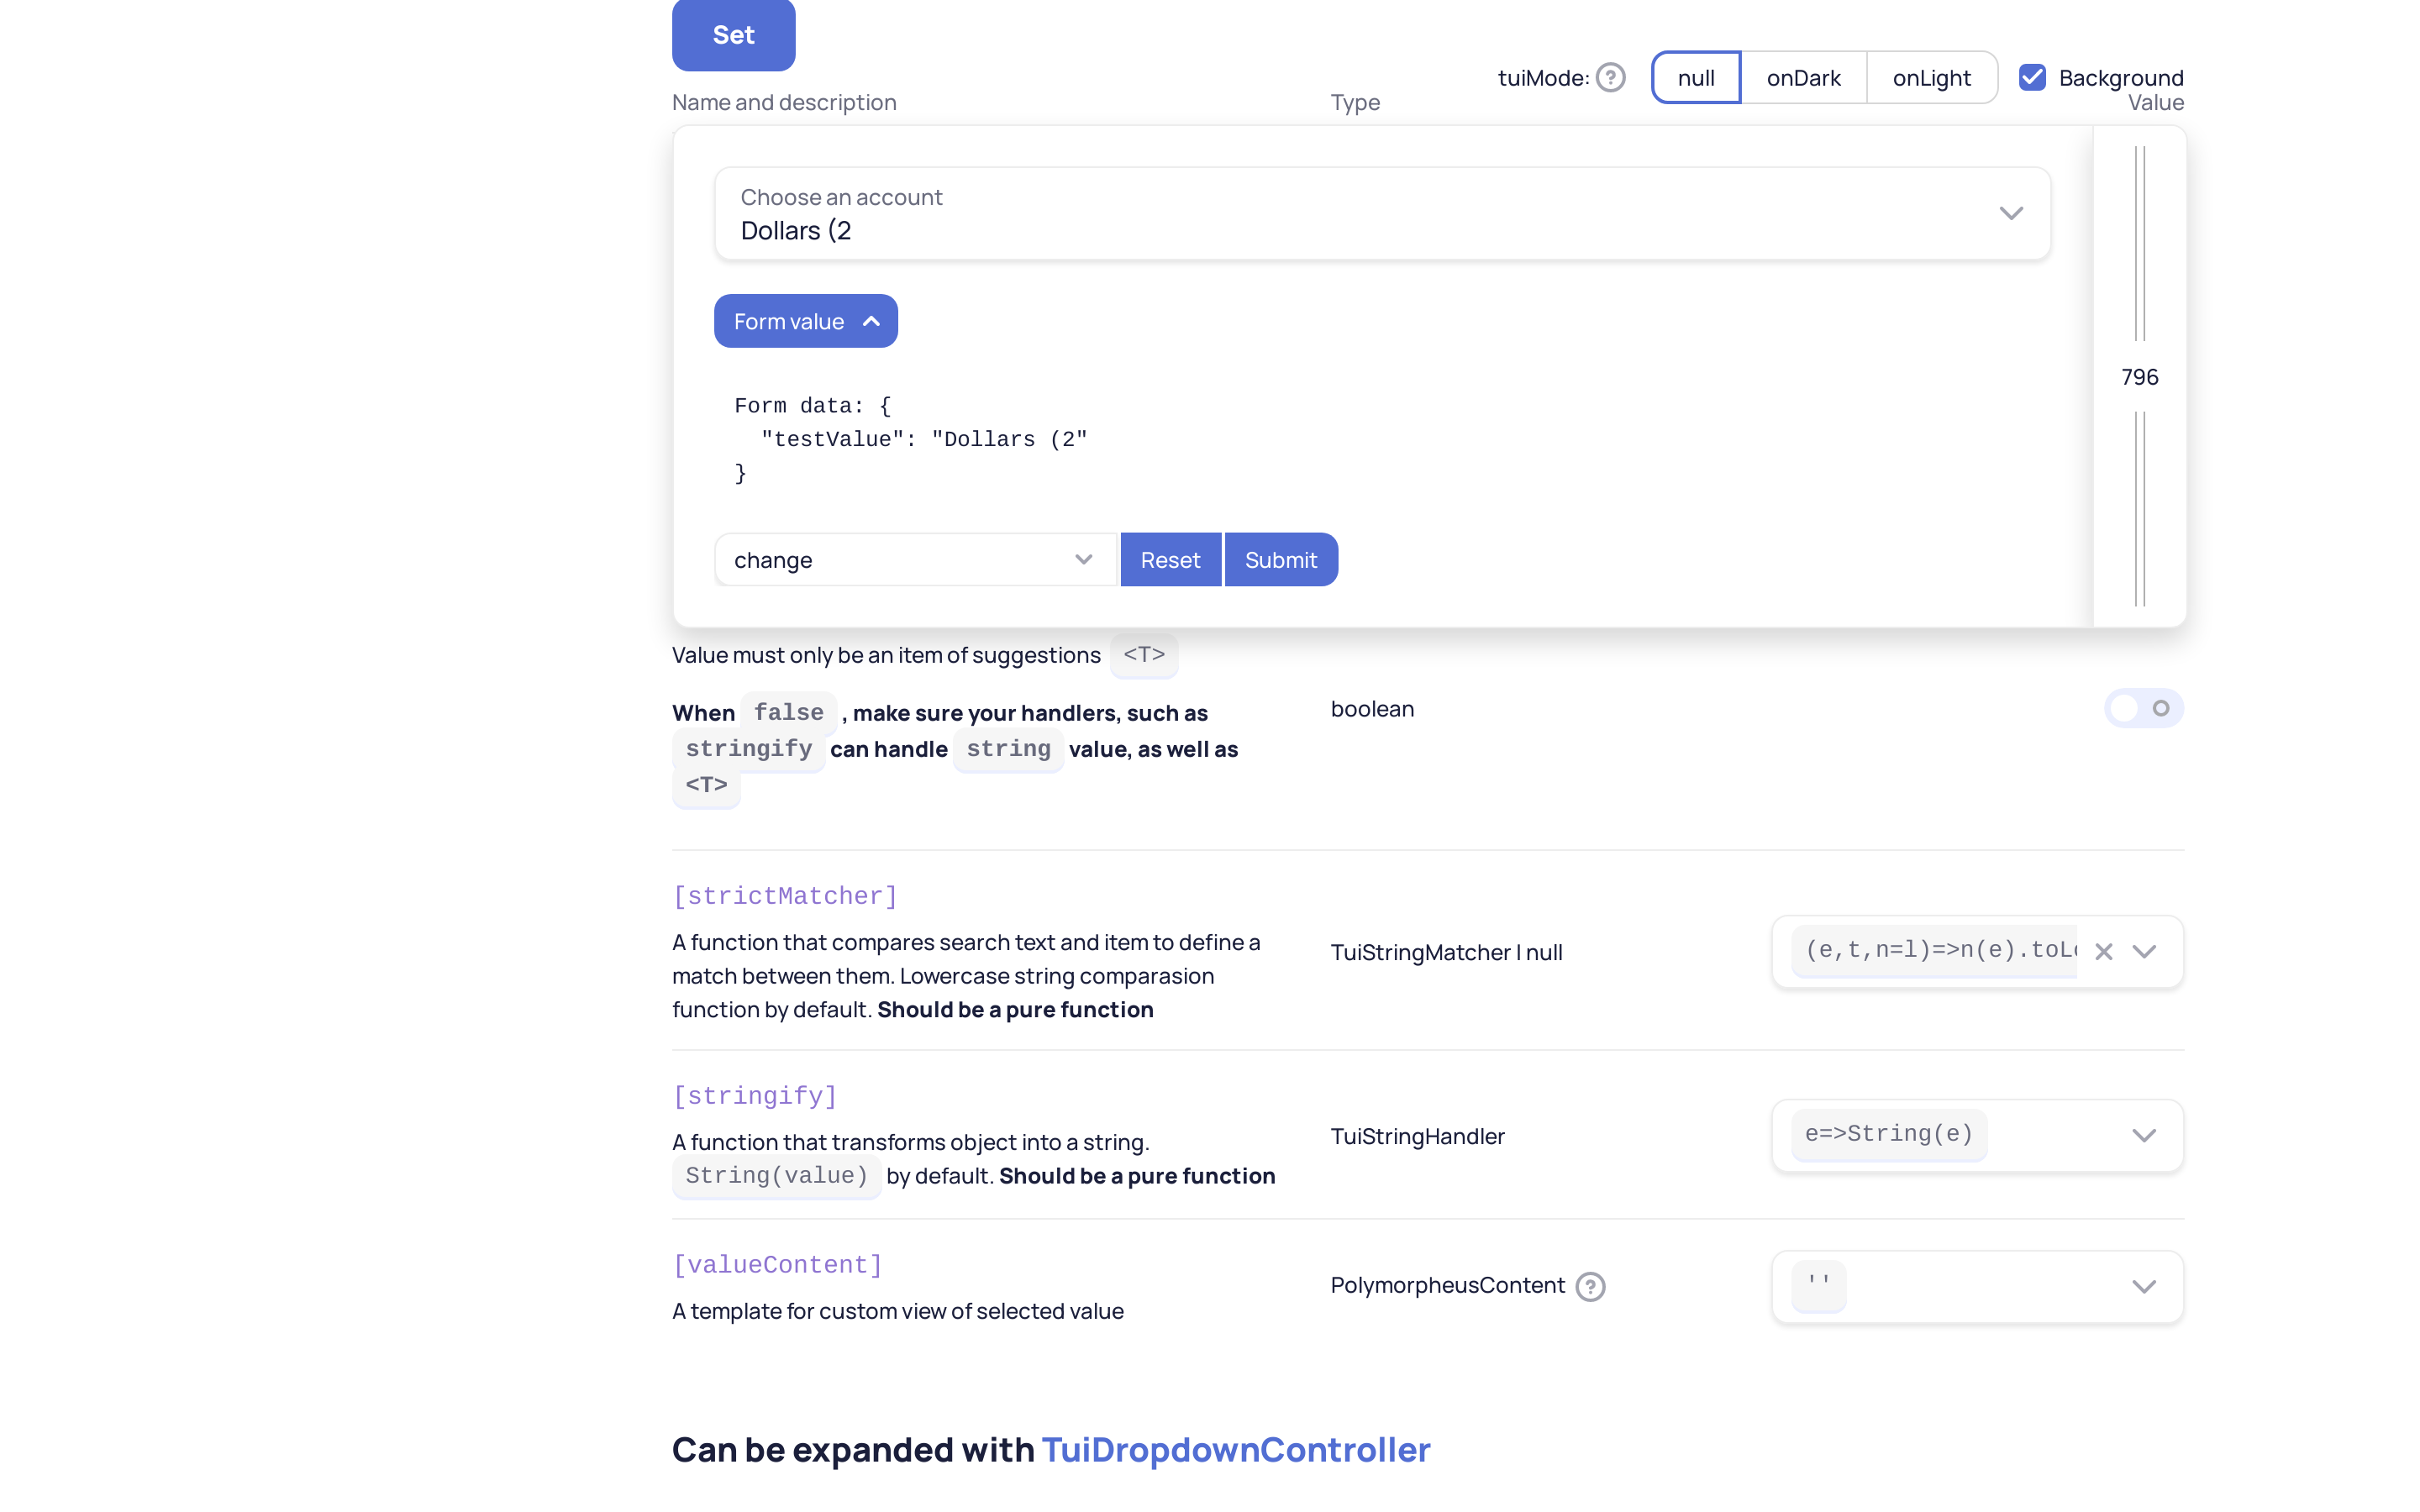 Set
tuiMode: null onDark onLight Background
Name and description Type Value
Choose an account
Dollars (2
Form value
796
Form data: {
"testValue": "Dollars (2"
}
change Reset Submit
Value must only be an item of suggestions <T>
When false , make sure your handlers, such as
stringify can handle string value, as well as
<T>
boolean
[strictMatcher]
A function that compares search text and item to define a
match between them. Lowercase string comparasion
function by default. Should be a pure function
TuiStringMatcher | null
(e,t,n=l)=>n(e).toLo
[stringify]
A function that transforms object into a string.
String(value) by default. Should be a pure function
TuiStringHandler
e=>String(e)
[valueContent]
A template for custom view of selected value
PolymorpheusContent
''
Can be expanded with TuiDropdownController